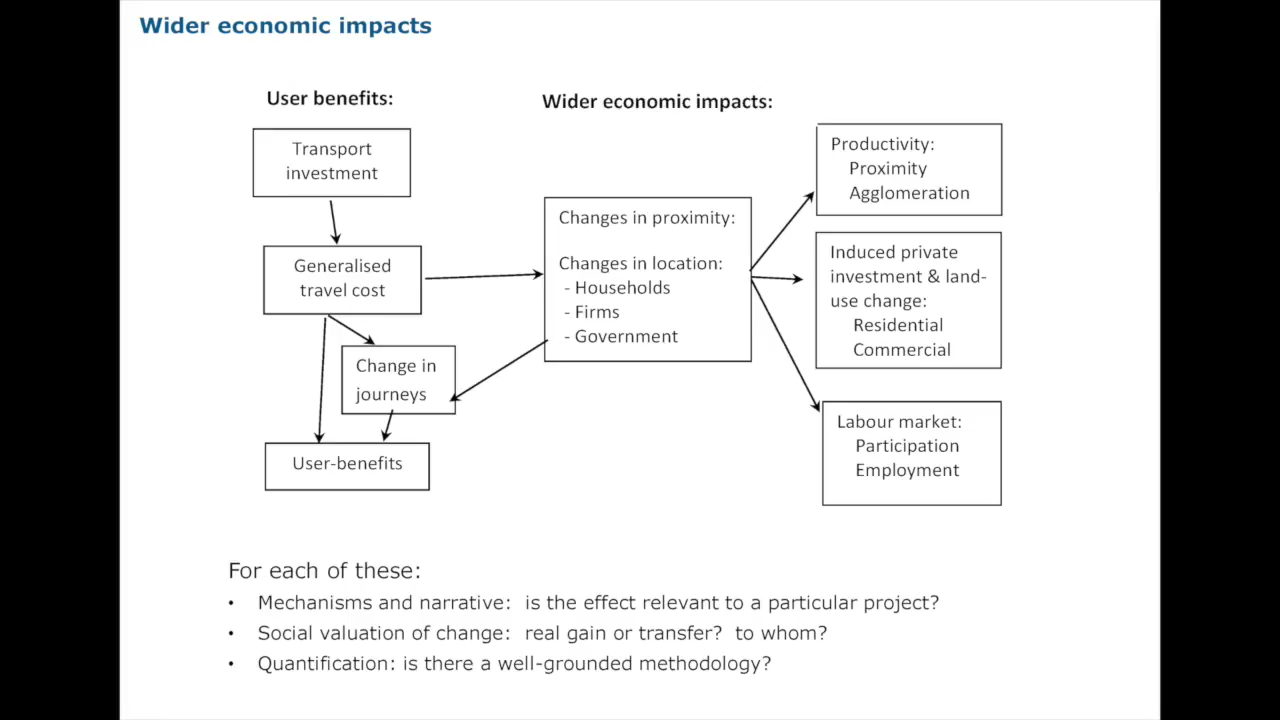 Wider economic impacts
User benefits:
Wider economic impacts:
Transport
investment
Generalised
travel cost
Change in
journeys
User-benefits
Changes in proximity:
Changes in location:
- Households
- Firms
- Government
Productivity:
Proximity
Agglomeration
Induced private
investment & land-
use change:
Residential
Commercial
Labour market:
Participation
Employment
For each of these:
• Mechanisms and narrative: is the effect relevant to a particular project?
• Social valuation of change: real gain or transfer? to whom?
• Quantification: is there a well-grounded methodology?